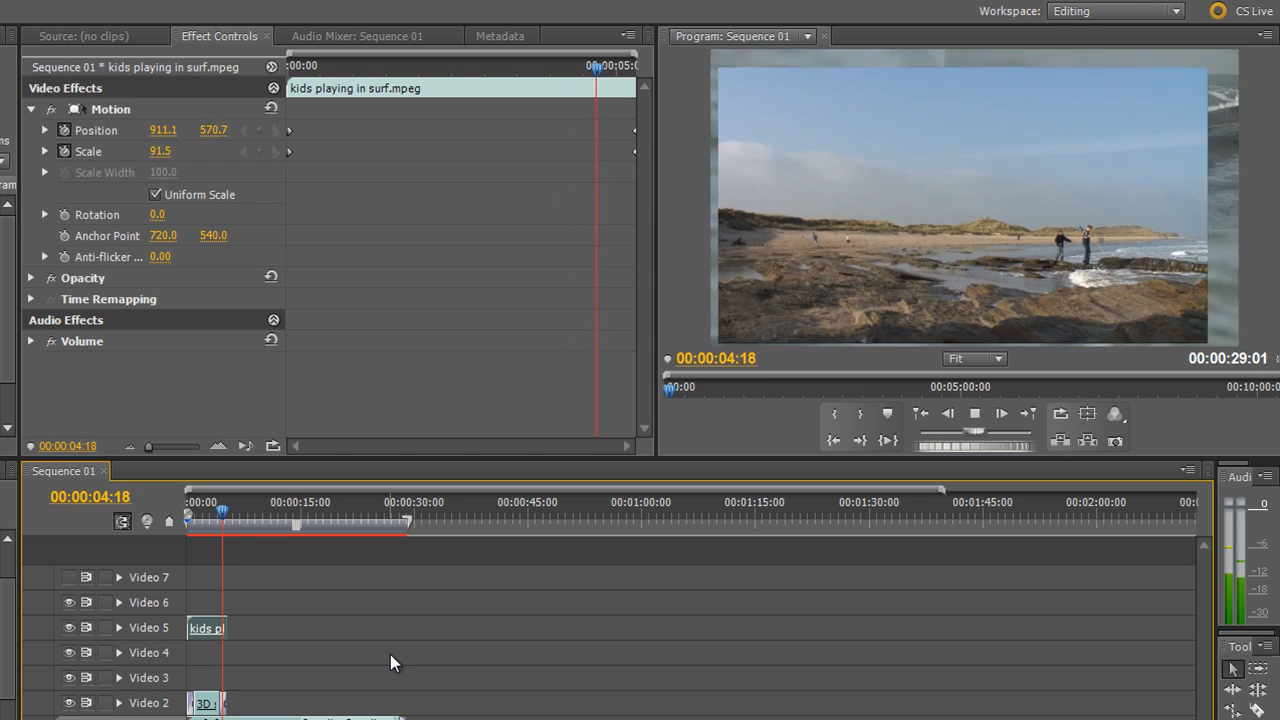 Workspace: Editing CS Live
Source: (no clips) Effect Controls × Audio Mixer: Sequence 01 Metadata
Program: Sequence 01
Sequence 01 * kids playing in surf.mpeg
:00:00 00:00:05:0
Video Effects
kids playing in surf.mpeg
fx Motion
Position 911.1 570.7
Scale 91.5
Scale Width 100.0
Uniform Scale
Rotation 0.0
Anchor Point 720.0 540.0
Anti-flicker ... 0.00
fx Opacity
fx Time Remapping
Audio Effects
fx Volume
00:00:04:18 Fit 00:00:29:01
00:00 00:05:00:00 00:10:00:
00:00:04:18
Sequence 01 ×
Audi
00:00:04:18
:00:00 00:00:15:00 00:00:30:00 00:00:45:00 00:01:00:00 00:01:15:00 00:01:30:00 00:01:45:00 00:02:00:00 00:
0
-6
-12
-18
-30
Video 7
Video 6
Video 5 kids pl
Video 4
Tool
Video 3
Video 2 3D